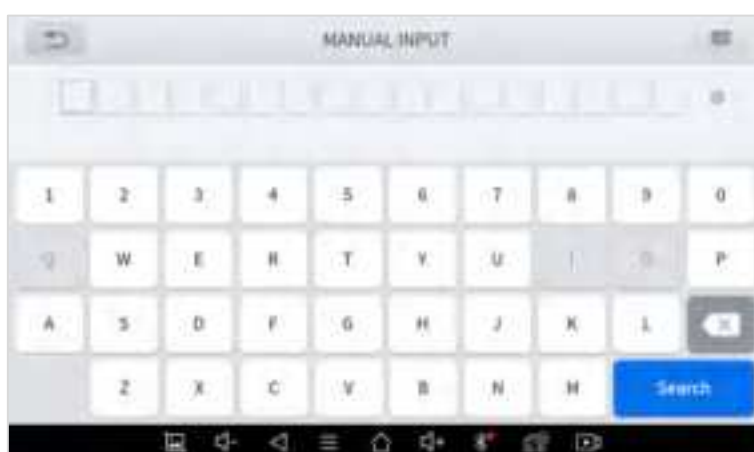 MANUAL INPUT
1 2 3 4 5 6 7 8 9 0
Q W E R T Y U I O P
A S D F G H J K L
Z X C V B N M
Search